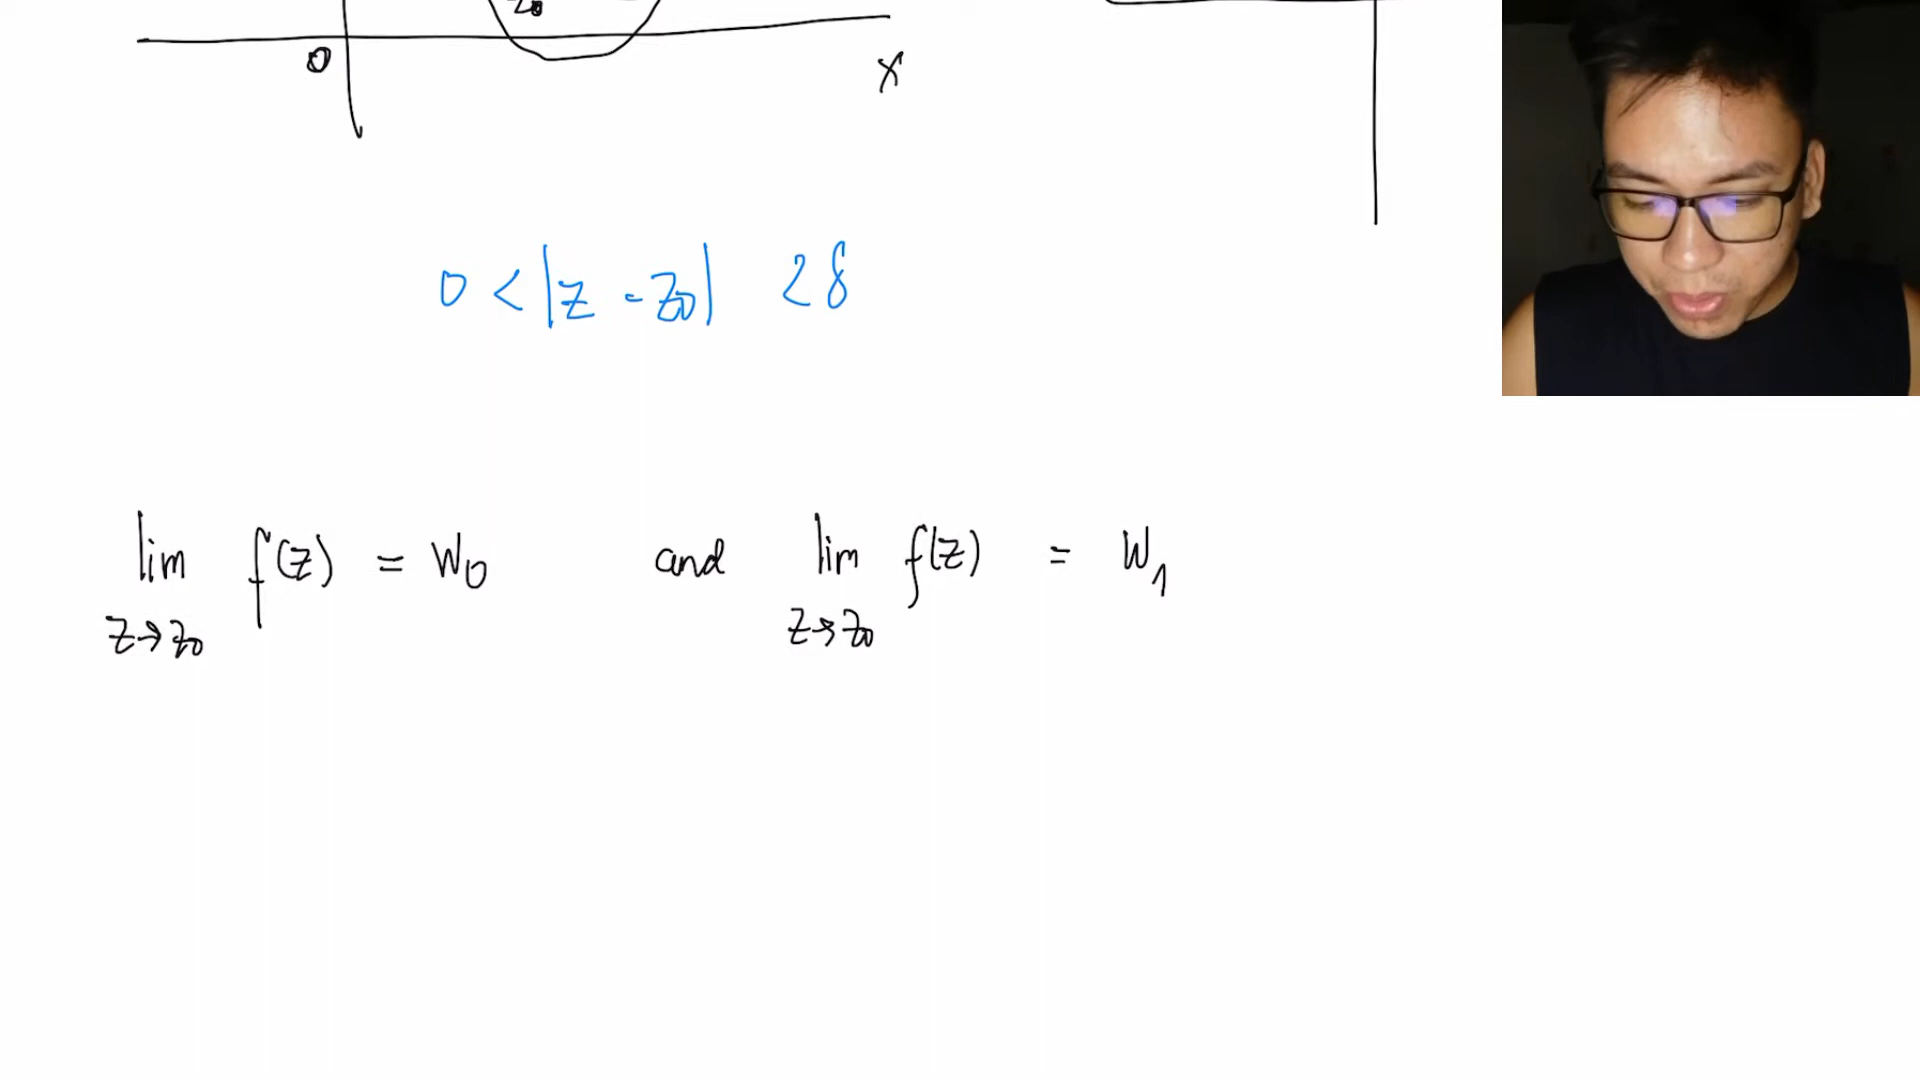 z₀
0
x
0 < |z - z₀| < δ
lim f(z) = w₀ and lim f(z) = w₁
z→z₀ z→z₀